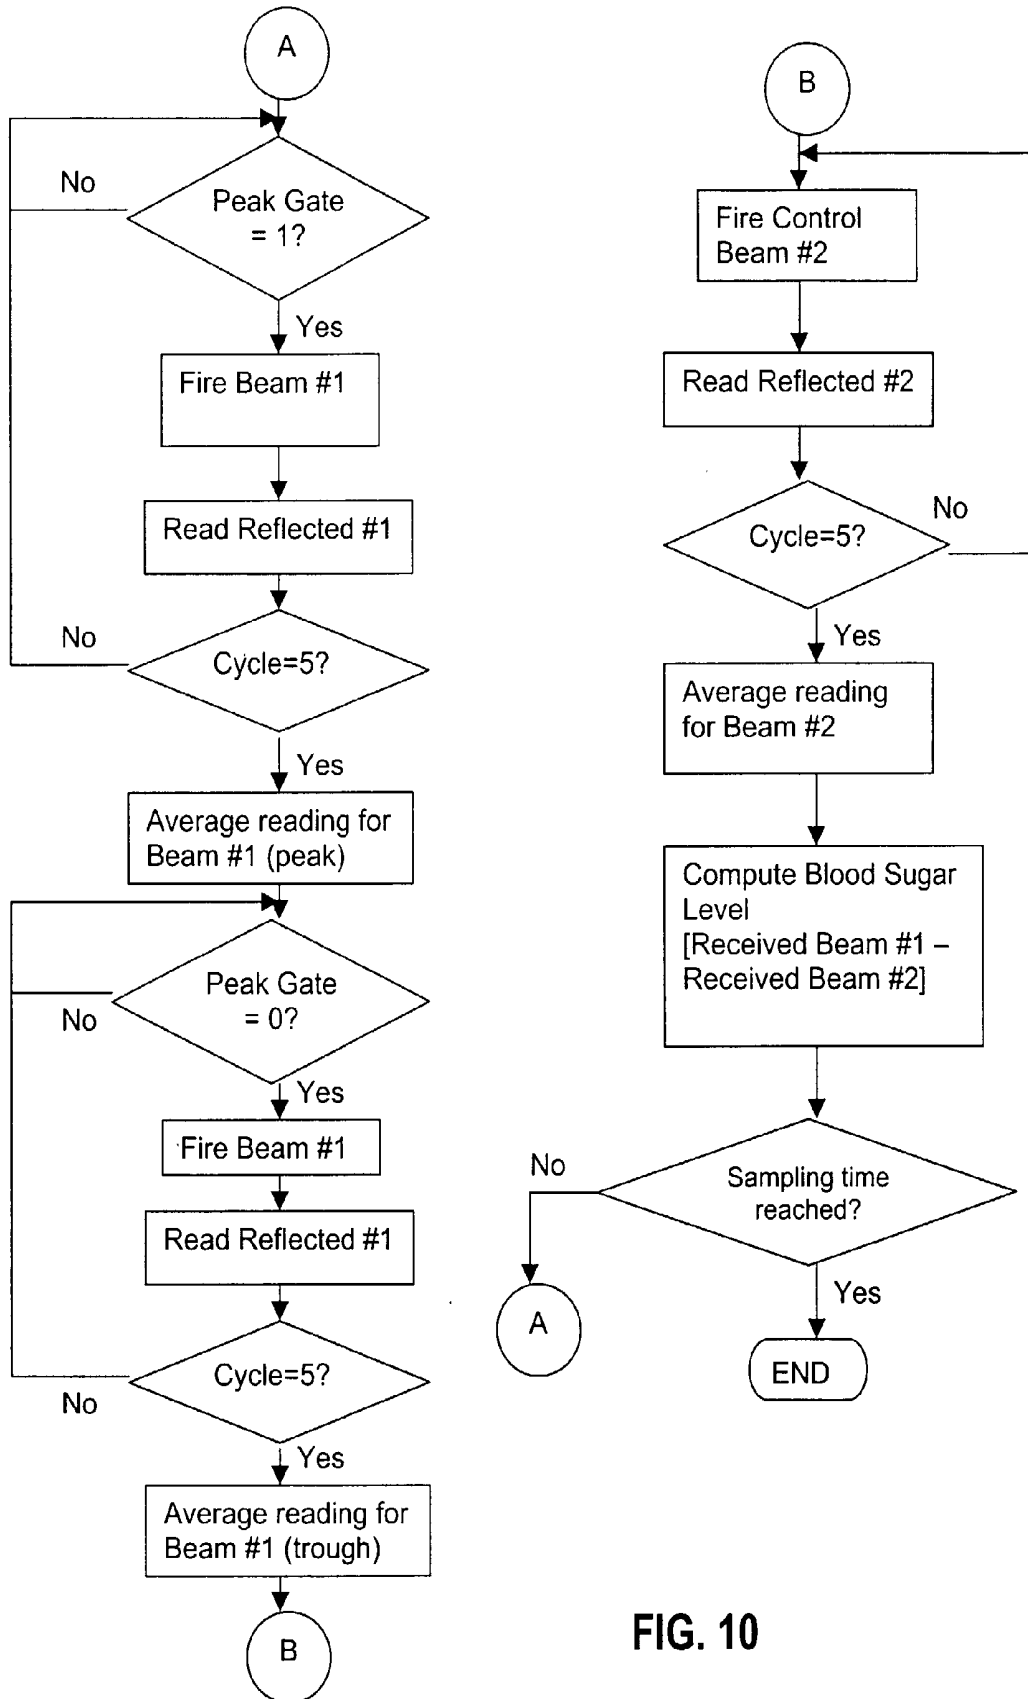 A
No
Peak Gate
= 1?
Yes
Fire Beam #1
Read Reflected #1
No
Cycle=5?
Yes
Average reading for
Beam #1 (peak)
Peak Gate
= 0?
No
Yes
Fire Beam #1
Read Reflected #1
Cycle=5?
No
Yes
Average reading for
Beam #1 (trough)
B
B
Fire Control
Beam #2
Read Reflected #2
Cycle=5?
No
Yes
Average reading
for Beam #2
Compute Blood Sugar
Level
[Received Beam #1 –
Received Beam #2]
No
Sampling time
reached?
A
Yes
END
FIG. 10